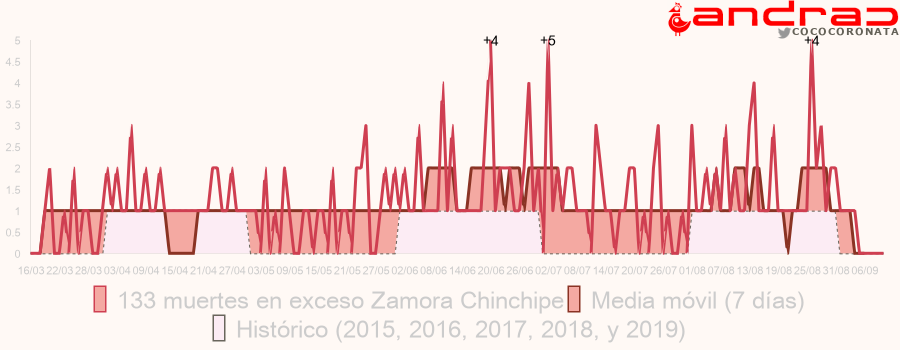 andrac
COCOCORONATA
+4 +5 +4
5
4.5
4
3.5
3
2.5
2
1.5
1
0.5
0
16/03 22/03 28/03 03/04 09/04 15/04 21/04 27/04 03/05 09/05 15/05 21/05 27/05 02/06 08/06 14/06 20/06 26/06 02/07 08/07 14/07 20/07 26/07 01/08 07/08 13/08 19/08 25/08 31/08 06/09
133 muertes en exceso Zamora Chinchipe Media móvil (7 días)
Histórico (2015, 2016, 2017, 2018, y 2019)